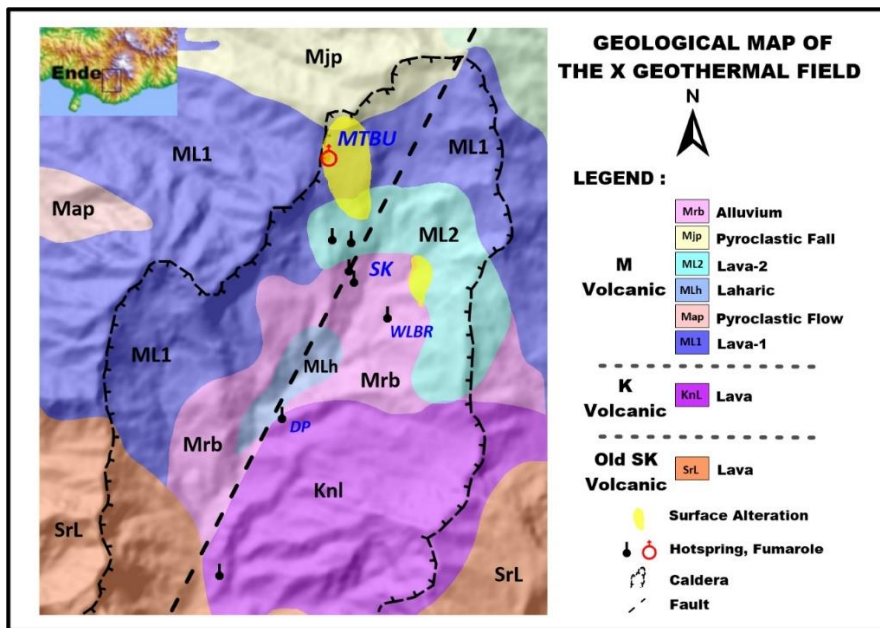 GEOLOGICAL MAP OF
THE X GEOTHERMAL FIELD
N
LEGEND :
M
Volcanic
Mrb Alluvium
Mjp Pyroclastic Fall
ML2 Lava-2
MLh Laharic
Map Pyroclastic Flow
ML1 Lava-1
K
Volcanic
KnL Lava
Old SK
Volcanic
SrL Lava
Surface Alteration
Hotspring, Fumarole
Caldera
Fault
Ende
Mjp
MTBU
ML1
ML1
Map
ML2
SK
WLBR
ML1
MLh
Mrb
DP
Mrb
Knl
SrL
SrL